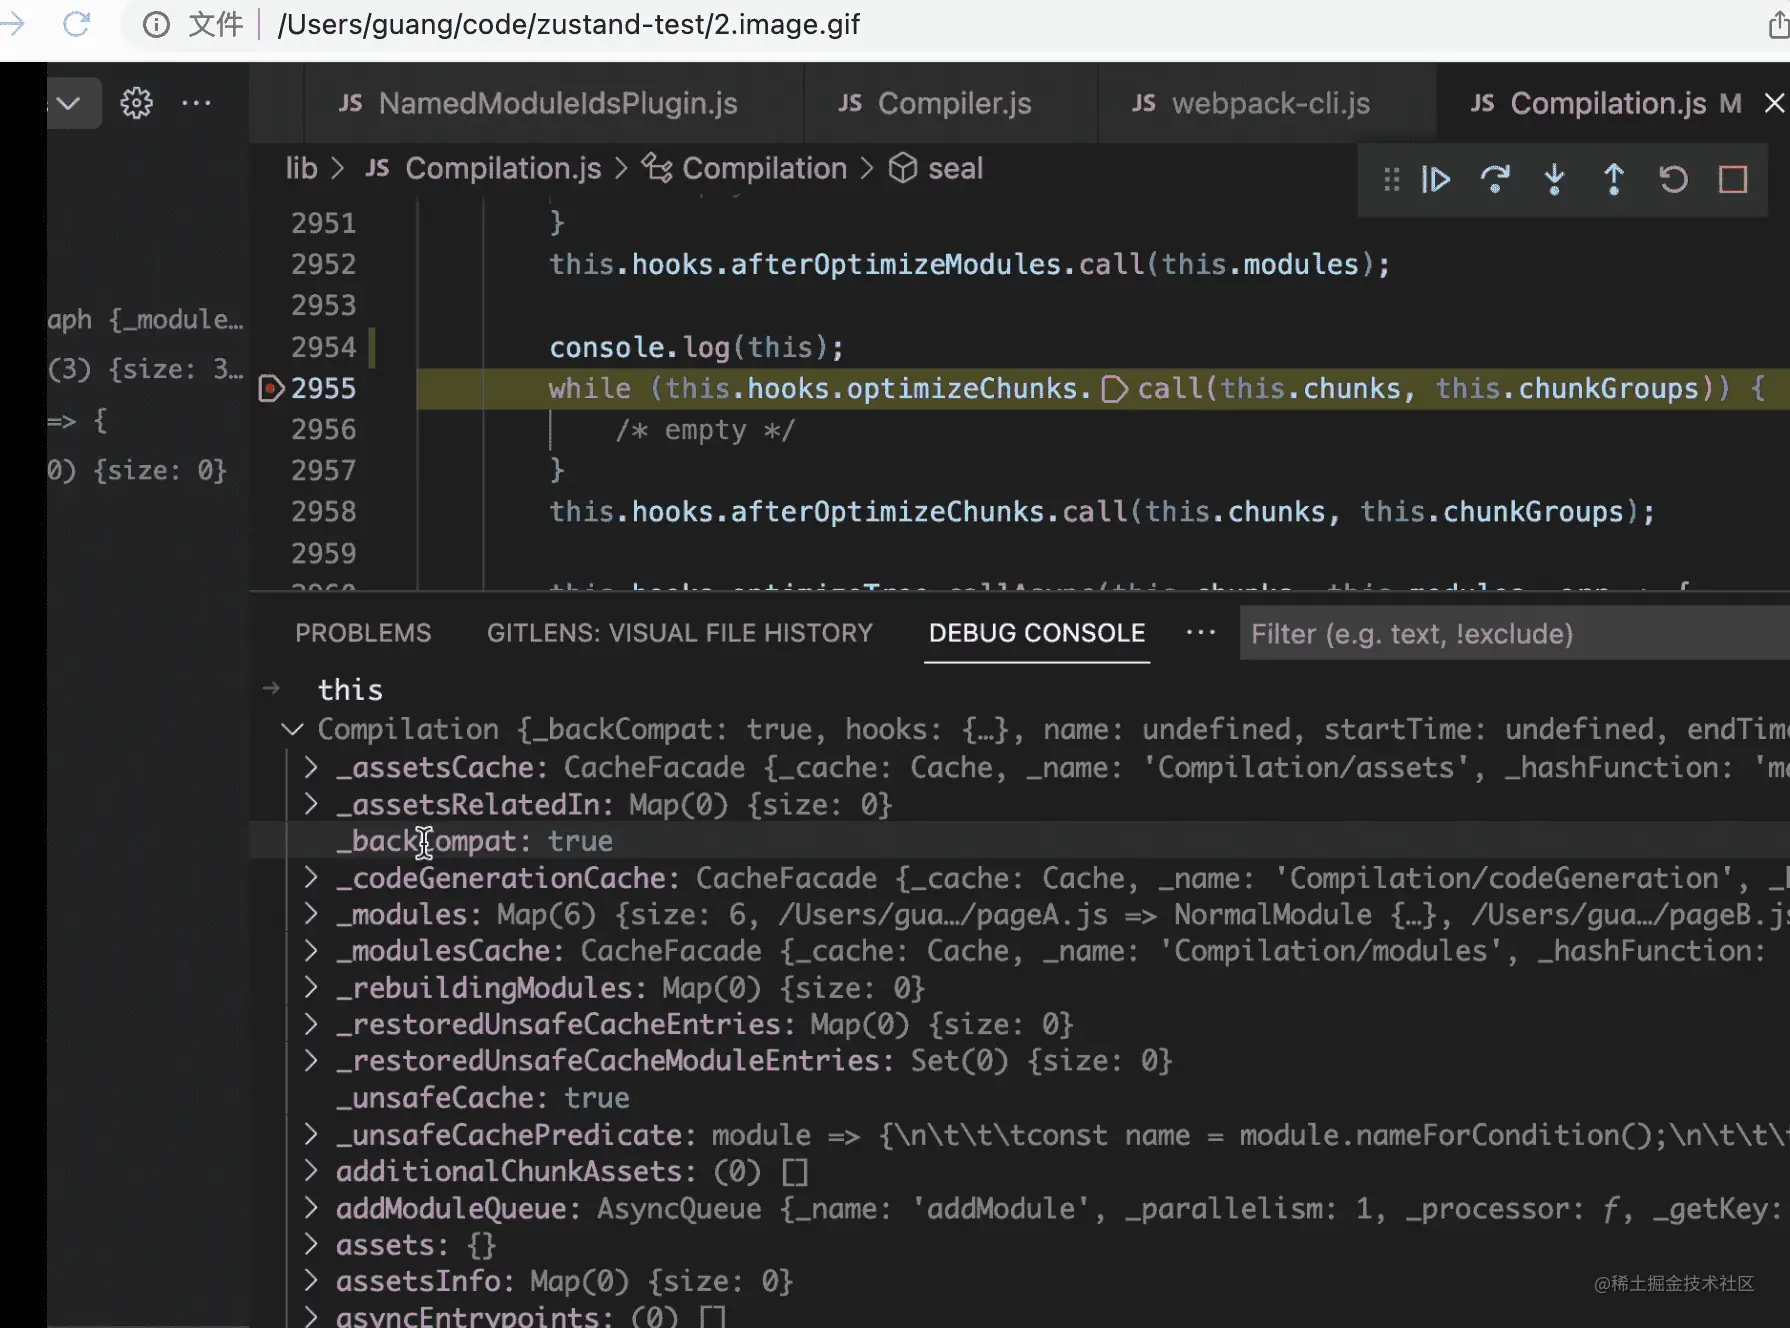 文件 /Users/guang/code/zustand-test/2.image.gif
JS NamedModuleIdsPlugin.js JS Compiler.js JS webpack-cli.js JS Compilation.js M
lib > JS Compilation.js > Compilation > seal
2951 }
2952 this.hooks.afterOptimizeModules.call(this.modules);
2953
aph {_module…
2954 console.log(this);
(3) {size: 3…
2955 while (this.hooks.optimizeChunks.call(this.chunks, this.chunkGroups)) {
=> {
2956 /* empty */
0) {size: 0}
2957 }
2958 this.hooks.afterOptimizeChunks.call(this.chunks, this.chunkGroups);
2959
PROBLEMS GITLENS: VISUAL FILE HISTORY DEBUG CONSOLE ··· Filter (e.g. text, !exclude)
this
Compilation {_backCompat: true, hooks: {…}, name: undefined, startTime: undefined, endTim
_assetsCache: CacheFacade {_cache: Cache, _name: 'Compilation/assets', _hashFunction: 'm
_assetsRelatedIn: Map(0) {size: 0}
_backCompat: true
_codeGenerationCache: CacheFacade {_cache: Cache, _name: 'Compilation/codeGeneration', _
_modules: Map(6) {size: 6, /Users/gua…/pageA.js => NormalModule {…}, /Users/gua…/pageB.js
_modulesCache: CacheFacade {_cache: Cache, _name: 'Compilation/modules', _hashFunction:
_rebuildingModules: Map(0) {size: 0}
_restoredUnsafeCacheEntries: Map(0) {size: 0}
_restoredUnsafeCacheModuleEntries: Set(0) {size: 0}
_unsafeCache: true
_unsafeCachePredicate: module => {\n\t\t\tconst name = module.nameForCondition();\n\t\t\
additionalChunkAssets: (0) []
addModuleQueue: AsyncQueue {_name: 'addModule', _parallelism: 1, _processor: ƒ, _getKey:
assets: {}
assetsInfo: Map(0) {size: 0}
asyncEntrypoints: (0) []
@稀土掘金技术社区